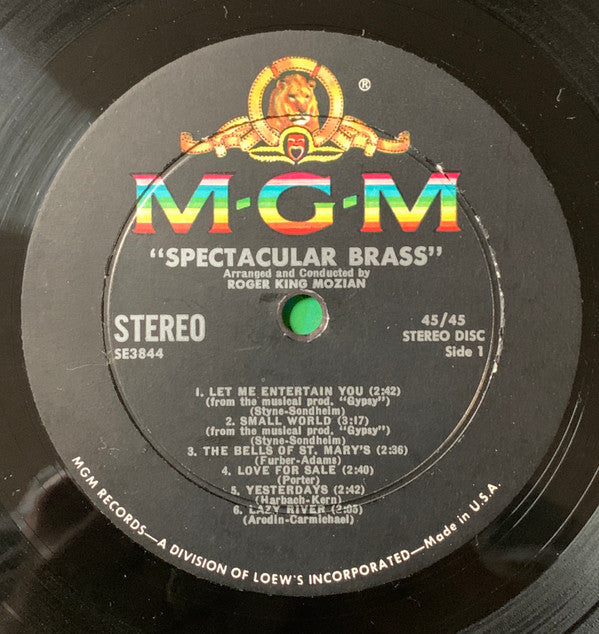 ®
M·G·M
"SPECTACULAR BRASS"
Arranged and Conducted by
ROGER KING MOZIAN
STEREO
SE3844
45/45
STEREO DISC
Side 1
1. LET ME ENTERTAIN YOU (2:42)
(from the musical prod. "Gypsy")
(Styne-Sondheim)
2. SMALL WORLD (3:17)
(from the musical prod. "Gypsy")
(Styne-Sondheim)
3. THE BELLS OF ST. MARY'S (2:36)
(Furber-Adams)
4. LOVE FOR SALE (2:40)
(Porter)
5. YESTERDAYS (2:42)
(Harbach-Kern)
6. LAZY RIVER (2:05)
(Arodin-Carmichael)
MGM RECORDS—A DIVISION OF LOEW'S INCORPORATED—Made in U.S.A.